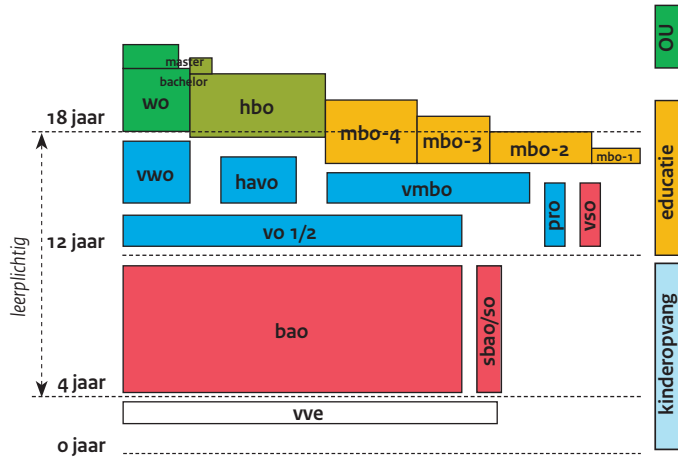 OU
master
bachelor
wo
hbo
18 jaar
mbo-4
mbo-3
mbo-2
mbo-1
educatie
vwo
havo
vmbo
pro
vso
vo 1/2
12 jaar
leerplichtig
bao
sbao/so
kinderopvang
4 jaar
vve
0 jaar